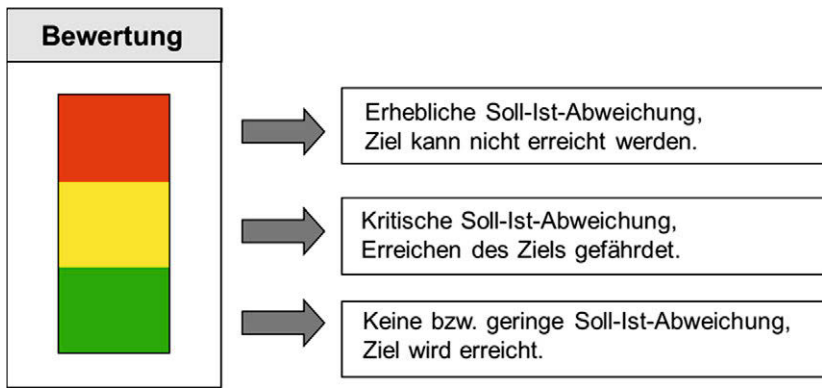 Bewertung
Erhebliche Soll-Ist-Abweichung,
Ziel kann nicht erreicht werden.
Kritische Soll-Ist-Abweichung,
Erreichen des Ziels gefährdet.
Keine bzw. geringe Soll-Ist-Abweichung,
Ziel wird erreicht.